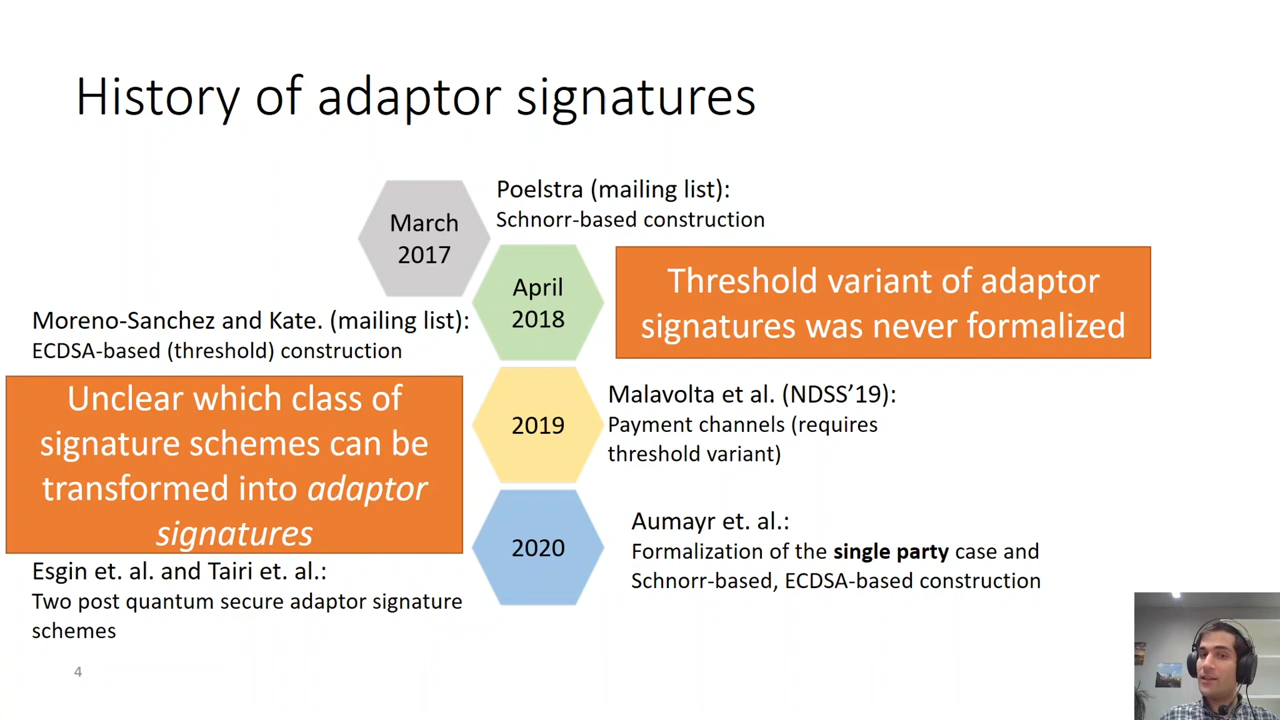 History of adaptor signatures
March
2017
Poelstra (mailing list):
Schnorr-based construction
April
2018
Threshold variant of adaptor
signatures was never formalized
Moreno-Sanchez and Kate. (mailing list):
ECDSA-based (threshold) construction
Unclear which class of
signature schemes can be
transformed into adaptor
signatures
2019
Malavolta et al. (NDSS’19):
Payment channels (requires
threshold variant)
2020
Aumayr et. al.:
Formalization of the single party case and
Schnorr-based, ECDSA-based construction
Esgin et. al. and Tairi et. al.:
Two post quantum secure adaptor signature
schemes
4